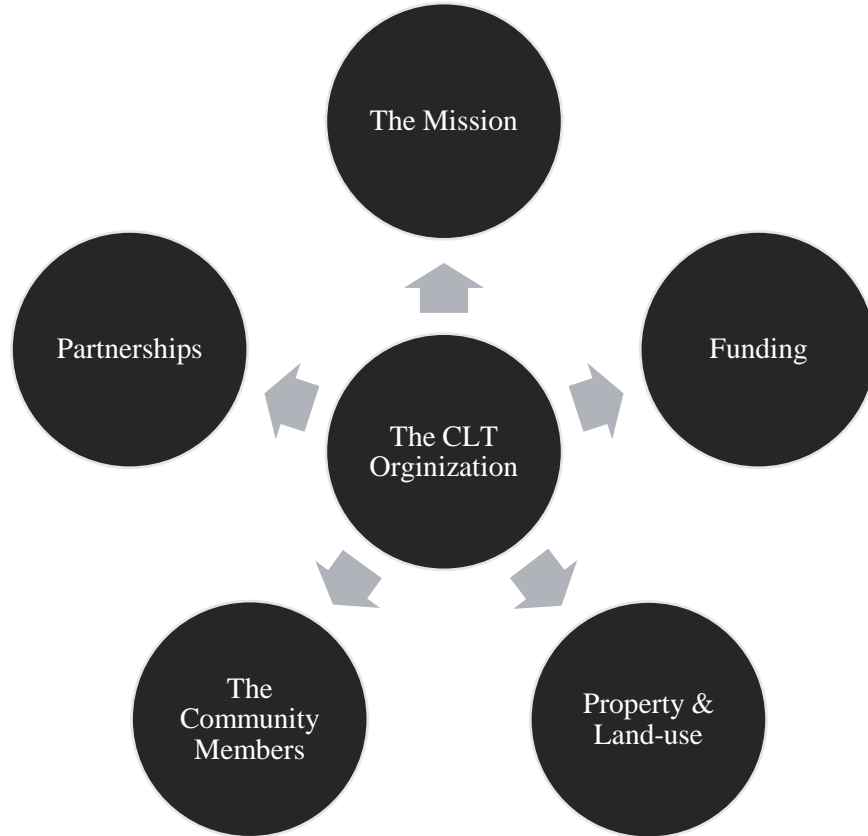 The Mission
Partnerships
Funding
The CLT
Orginization
The
Community
Members
Property &
Land-use